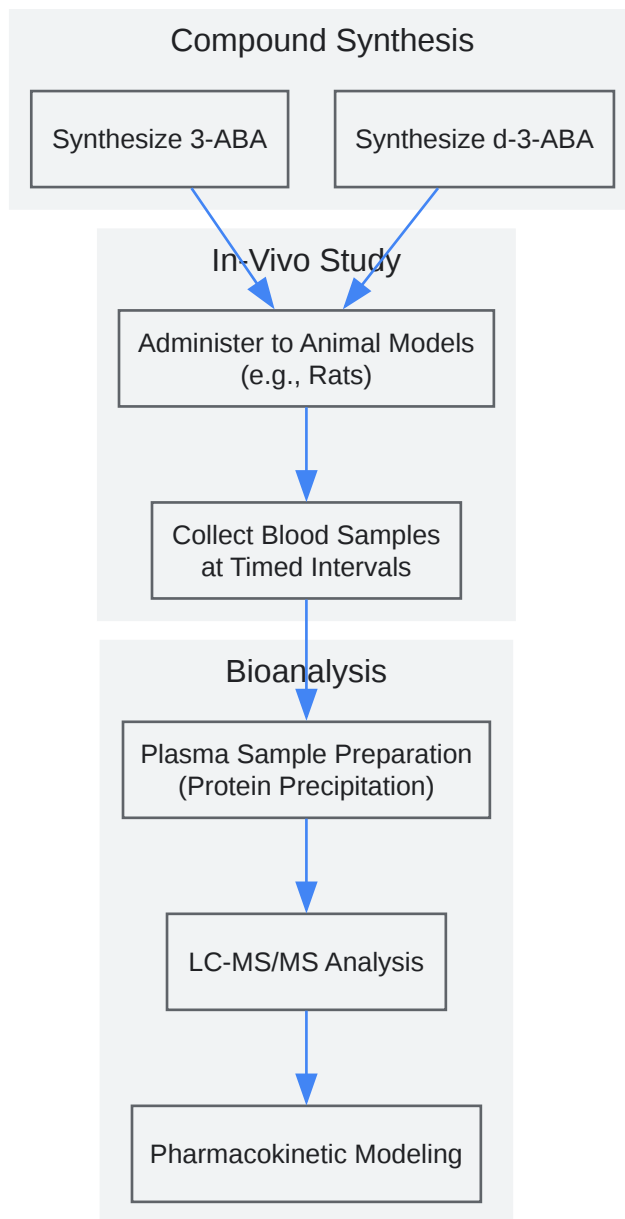 Compound Synthesis
Synthesize 3-ABA
Synthesize d-3-ABA
In-Vivo Study
Administer to Animal Models
(e.g., Rats)
Collect Blood Samples
at Timed Intervals
Bioanalysis
Plasma Sample Preparation
(Protein Precipitation)
LC-MS/MS Analysis
Pharmacokinetic Modeling